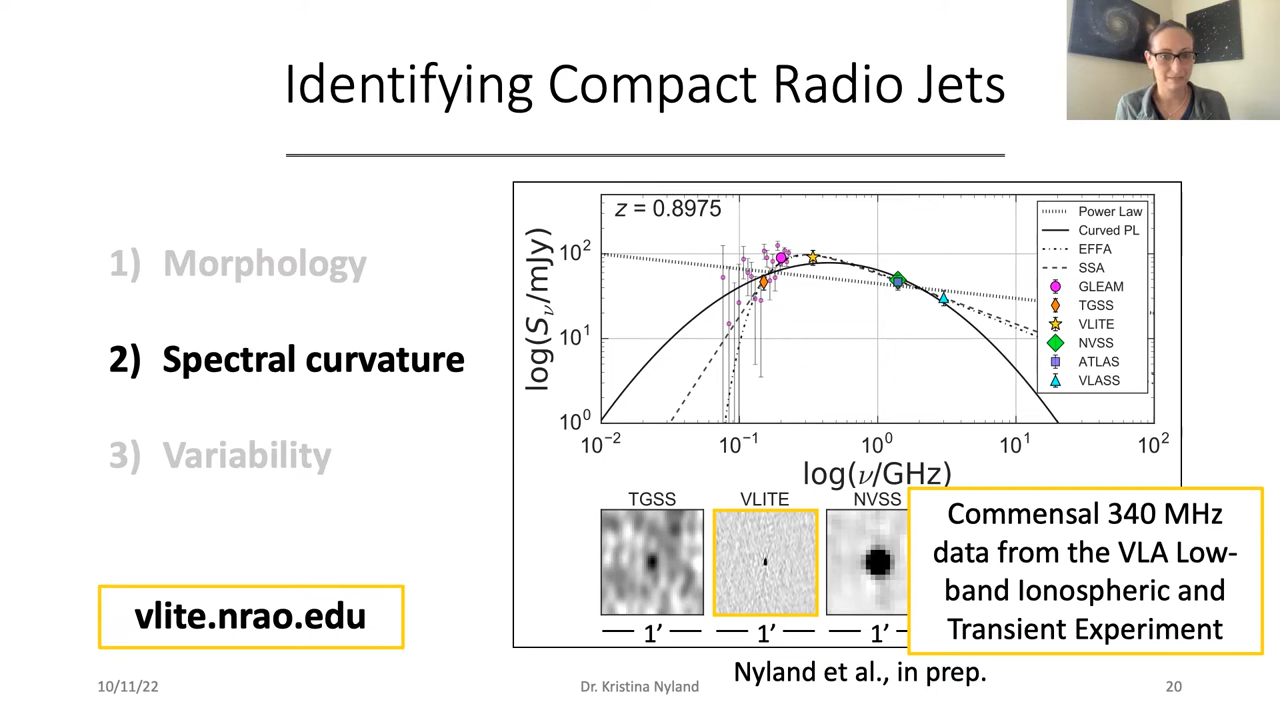 Identifying Compact Radio Jets
1) Morphology
2) Spectral curvature
3) Variability
vlite.nrao.edu
z = 0.8975
log(Sν/mJy)
10²
10¹
10⁰
10⁻²
10⁻¹
10⁰
10¹
10²
log(ν/GHz)
Power Law
Curved PL
EFFA
SSA
GLEAM
TGSS
VLITE
NVSS
ATLAS
VLASS
TGSS
VLITE
NVSS
1’
1’
1’
Commensal 340 MHz
data from the VLA Low-
band Ionospheric and
Transient Experiment
Nyland et al., in prep.
10/11/22
Dr. Kristina Nyland
20